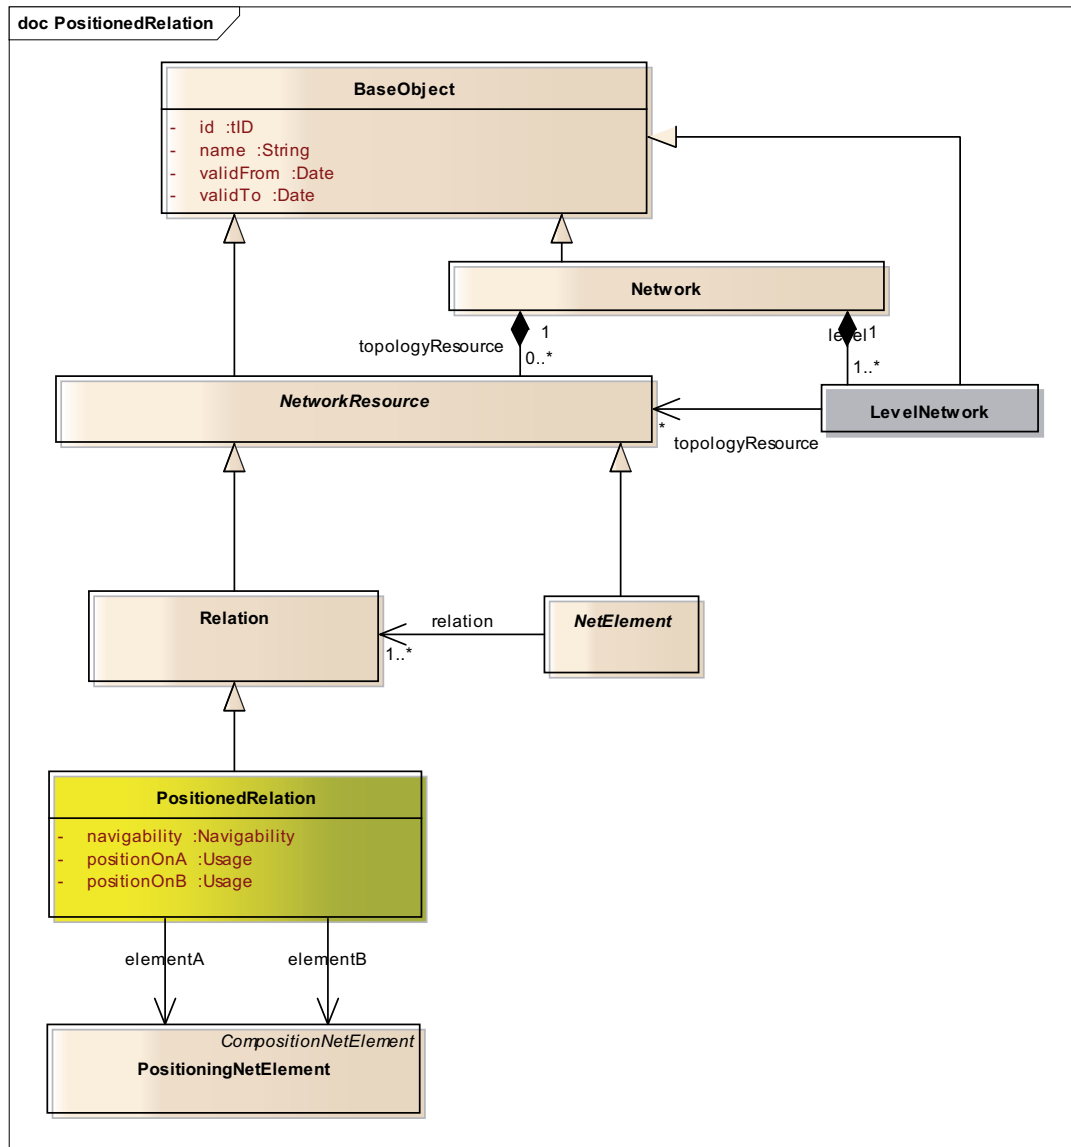 doc PositionedRelation
BaseObject
- id :tID
- name :String
- validFrom :Date
- validTo :Date
Network
topologyResource
1
0..*
level
1
1..*
NetworkResource
LevelNetwork
*
topologyResource
Relation
relation
1..*
NetElement
PositionedRelation
- navigability :Navigability
- positionOnA :Usage
- positionOnB :Usage
elementA
elementB
CompositionNetElement
PositioningNetElement